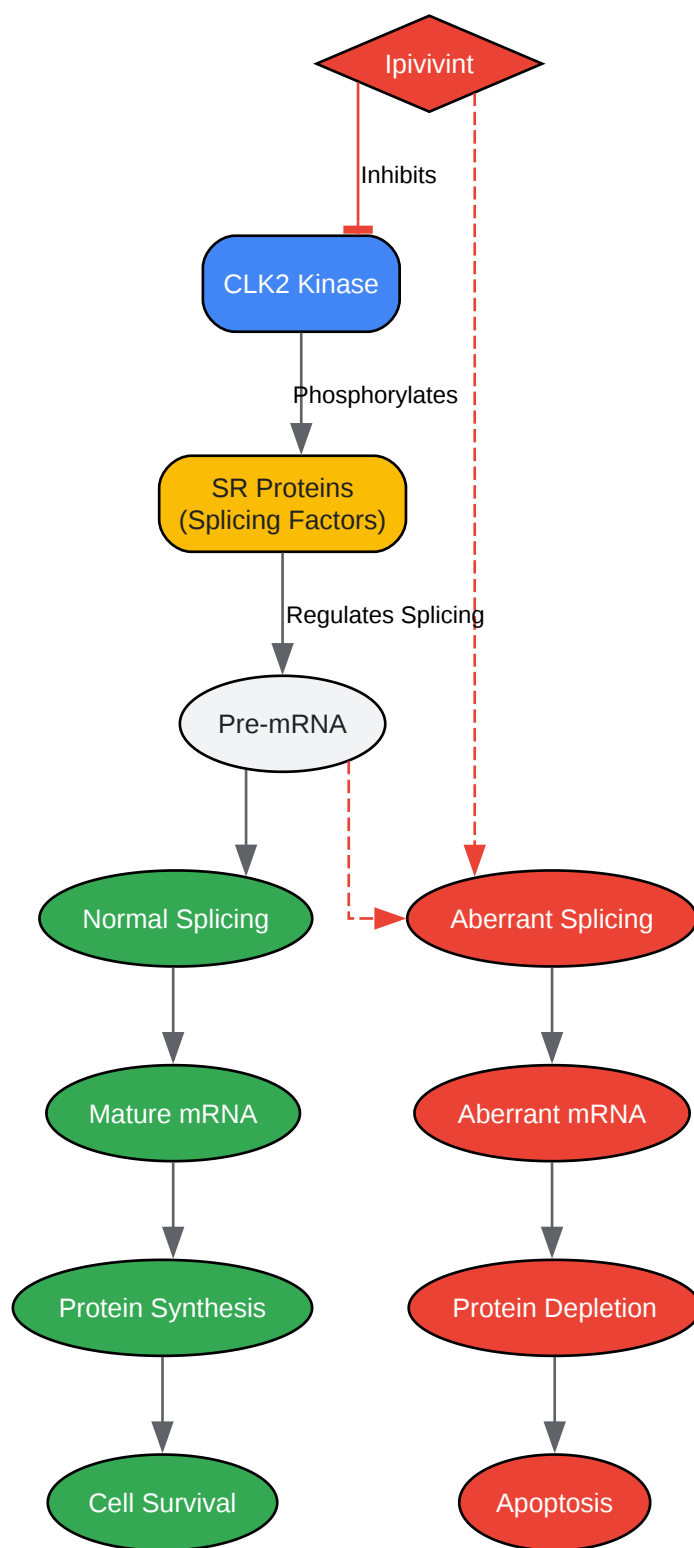 Ipivivint
Inhibits
CLK2 Kinase
Phosphorylates
SR Proteins
(Splicing Factors)
Regulates Splicing
Pre-mRNA
Normal Splicing
Aberrant Splicing
Mature mRNA
Aberrant mRNA
Protein Synthesis
Protein Depletion
Cell Survival
Apoptosis